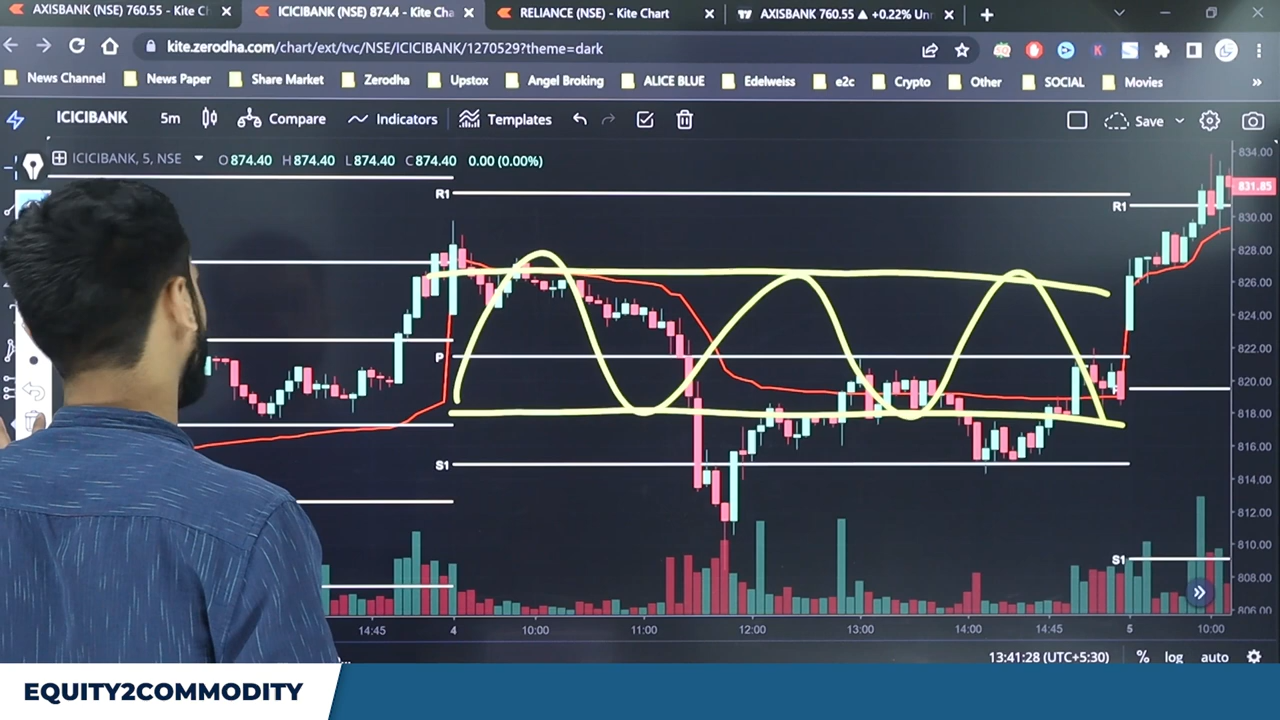 AXISBANK (NSE) 760.55 - Kite C
ICICIBANK (NSE) 874.4 - Kite Cha
RELIANCE (NSE) - Kite Chart
AXISBANK 760.55 ▲ +0.22% Un
kite.zerodha.com/chart/ext/tvc/NSE/ICICIBANK/1270529?theme=dark
News Channel
News Paper
Share Market
Zerodha
Upstox
Angel Broking
ALICE BLUE
Edelweiss
e2c
Crypto
Other
SOCIAL
Movies
ICICIBANK
5m
Compare
Indicators
Templates
Save
ICICIBANK, 5, NSE
O874.40 H874.40 L874.40 C874.40 0.00 (0.00%)
834.00
831.85
830.00
828.00
826.00
824.00
822.00
820.00
818.00
816.00
814.00
812.00
810.00
808.00
806.00
R1
P
S1
R1
P
S1
14:45
4
10:00
11:00
12:00
13:00
14:00
14:45
5
10:00
13:41:28 (UTC+5:30)
%
log
auto
EQUITY2COMMODITY